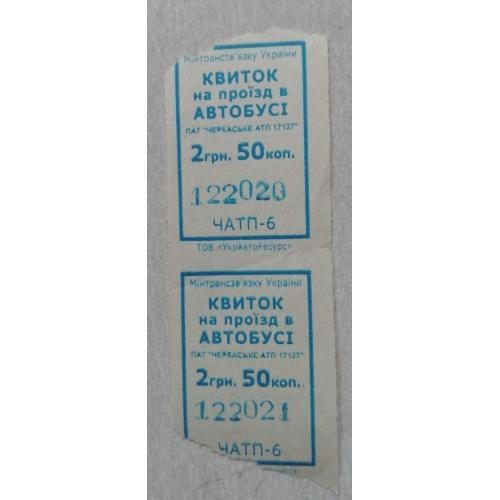 Мінтрансзв'язку України
КВИТОК
на проїзд в
АВТОБУСІ
ПАТ "ЧЕРКАСЬКЕ АТП 17127"
2грн. 50коп.
122020
ЧАТП-6
ТОВ «УкрАвтоРесурс»
Мінтрансзв'язку України
КВИТОК
на проїзд в
АВТОБУСІ
ПАТ "ЧЕРКАСЬКЕ АТП 17127"
2грн. 50коп.
122021
ЧАТП-6